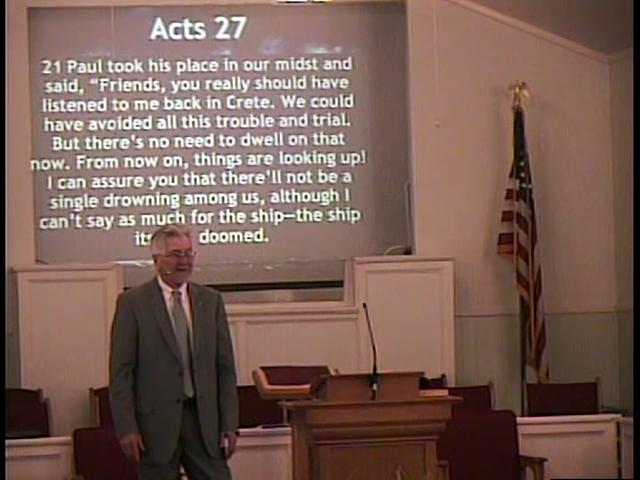 Acts 27
21 Paul took his place in our midst and
said, “Friends, you really should have
listened to me back in Crete. We could
have avoided all this trouble and trial.
But there’s no need to dwell on that
now. From now on, things are looking up!
I can assure you that there’ll not be a
single drowning among us, although I
can’t say as much for the ship—the ship
doomed.